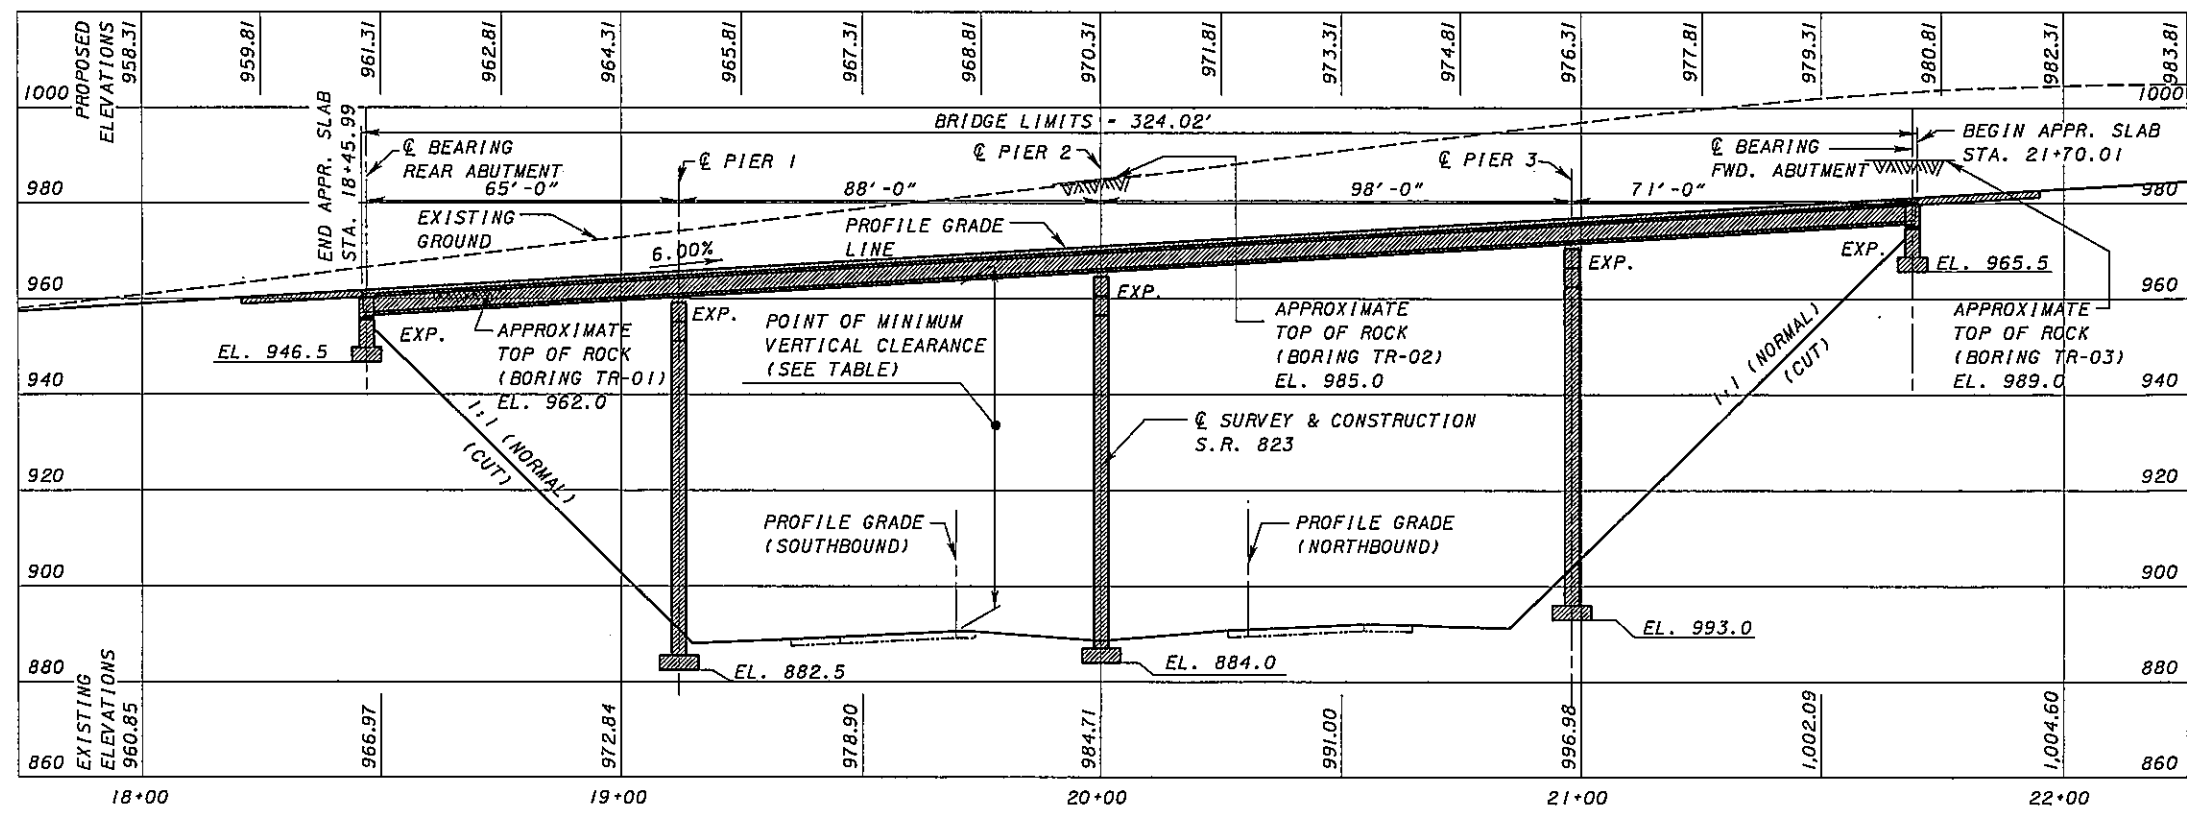 PROPOSED
ELEVATIONS
958.31
959.81
961.31
962.81
964.31
965.81
967.31
968.81
970.31
971.81
973.31
974.81
976.31
977.81
979.31
980.81
982.31
983.81
1000
1000
BRIDGE LIMITS - 324.02'
END APPR. SLAB
STA. 18+45.99
℄ BEARING
REAR ABUTMENT
℄ PIER 1
℄ PIER 2
℄ PIER 3
℄ BEARING
FWD. ABUTMENT
BEGIN APPR. SLAB
STA. 21+70.01
980
65'-0"
88'-0"
98'-0"
71'-0"
980
EXISTING
GROUND
6.00%
PROFILE GRADE
LINE
960
EXP.
EXP.
EXP.
EXP.
EXP.
EL. 965.5
960
EL. 946.5
APPROXIMATE
TOP OF ROCK
(BORING TR-01)
EL. 962.0
POINT OF MINIMUM
VERTICAL CLEARANCE
(SEE TABLE)
APPROXIMATE
TOP OF ROCK
(BORING TR-02)
EL. 985.0
APPROXIMATE
TOP OF ROCK
(BORING TR-03)
EL. 989.0
940
940
1:1 (NORMAL)
(CUT)
℄ SURVEY & CONSTRUCTION
S.R. 823
1:1 (NORMAL)
(CUT)
920
920
PROFILE GRADE
(SOUTHBOUND)
PROFILE GRADE
(NORTHBOUND)
900
900
EL. 882.5
EL. 884.0
EL. 993.0
880
880
EXISTING
ELEVATIONS
960.85
966.97
972.84
978.90
984.71
991.00
996.98
1,002.09
1,004.60
860
860
18+00
19+00
20+00
21+00
22+00